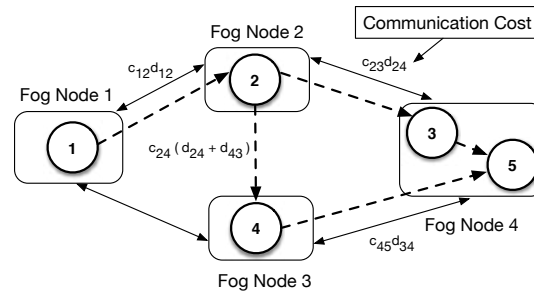 Communication Cost
Fog Node 2
c12d12
2
c23d24
Fog Node 1
1
3
c24 (d24 + d43)
5
4
Fog Node 4
c45d34
Fog Node 3